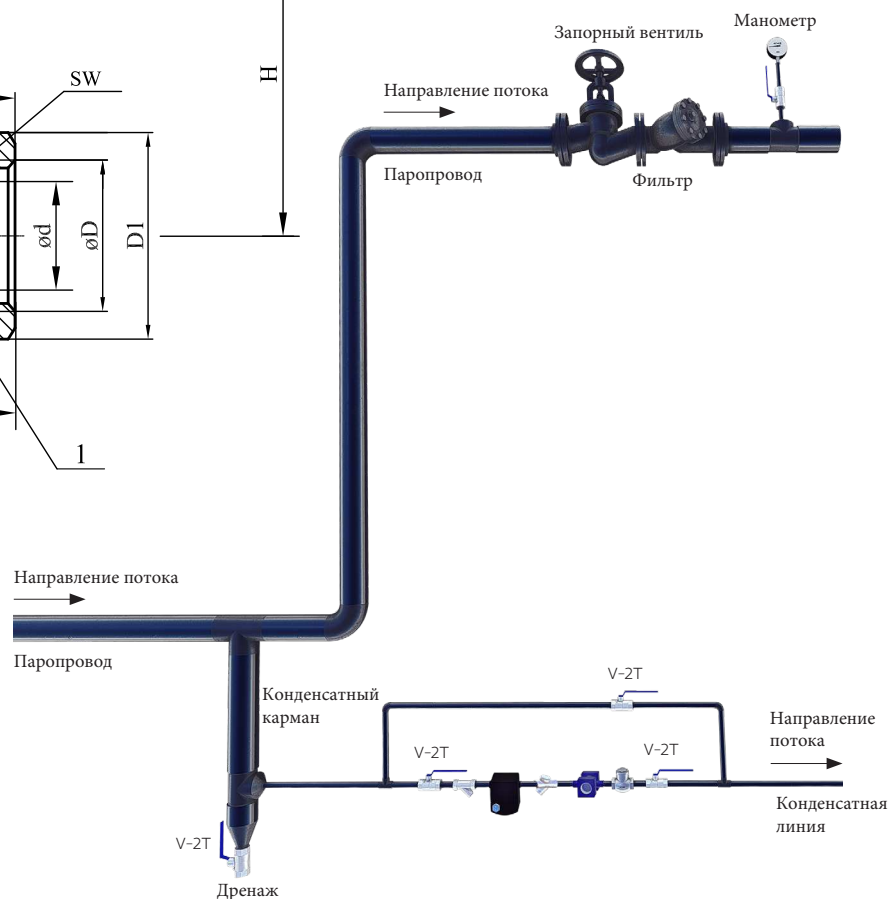 Манометр
Запорный вентиль
SW
H
Направление потока
Паропровод
Фильтр
ød
øD
D1
1
Направление потока
Паропровод
Конденсатный
карман
V-2T
V-2T
V-2T
Направление
потока
Конденсатная
линия
V-2T
Дренаж